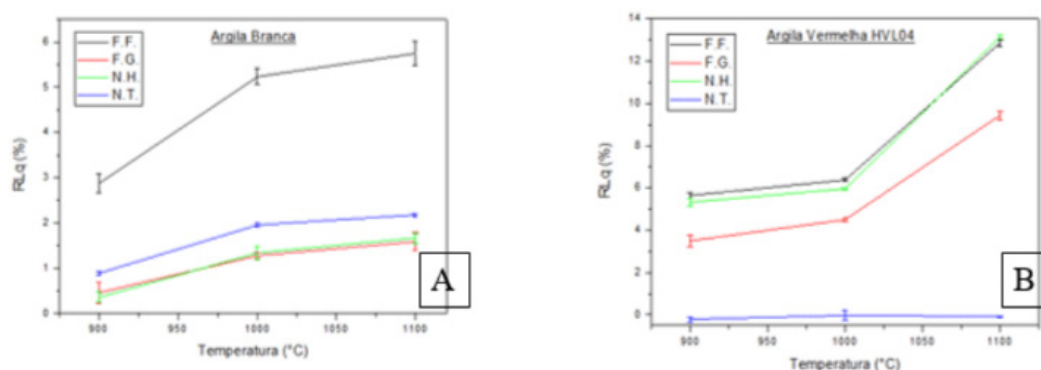 Argila Branca
F.F.
F.G.
N.H.
N.T.
RLq (%)
6
5
4
3
2
1
0
900 950 1000 1050 1100
Temperatura (°C)
A
Argila Vermelha HVL04
F.F.
F.G.
N.H.
N.T.
RLq (%)
14
12
10
8
6
4
2
0
900 950 1000 1050 1100
Temperatura (°C)
B